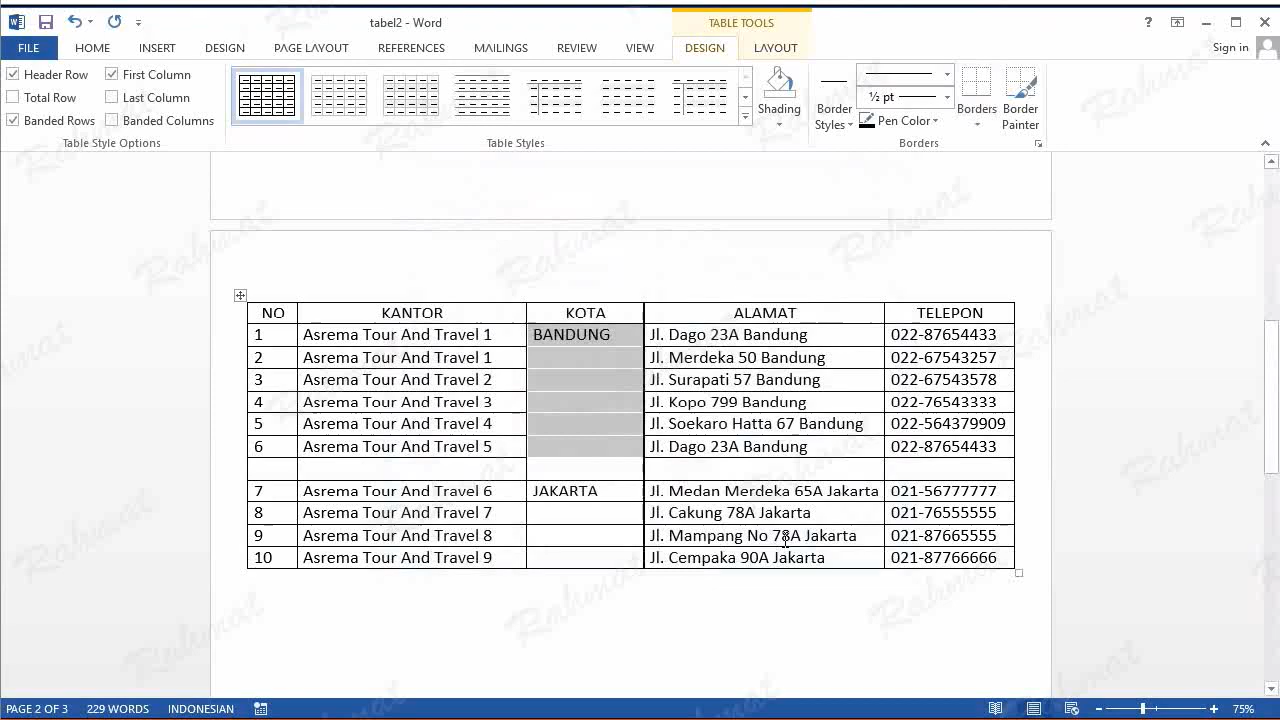 tabel2 - Word
TABLE TOOLS
?
FILE HOME INSERT DESIGN PAGE LAYOUT REFERENCES MAILINGS REVIEW VIEW DESIGN LAYOUT Sign in
Header Row First Column
Total Row Last Column
Banded Rows Banded Columns
Table Style Options
Table Styles
Shading
Border Styles
½ pt
Pen Color
Borders
Border Painter
Borders
NO KANTOR KOTA ALAMAT TELEPON
1 Asrema Tour And Travel 1 BANDUNG Jl. Dago 23A Bandung 022-87654433
2 Asrema Tour And Travel 1 Jl. Merdeka 50 Bandung 022-67543257
3 Asrema Tour And Travel 2 Jl. Surapati 57 Bandung 022-67543578
4 Asrema Tour And Travel 3 Jl. Kopo 799 Bandung 022-76543333
5 Asrema Tour And Travel 4 Jl. Soekaro Hatta 67 Bandung 022-564379909
6 Asrema Tour And Travel 5 Jl. Dago 23A Bandung 022-87654433
7 Asrema Tour And Travel 6 JAKARTA Jl. Medan Merdeka 65A Jakarta 021-56777777
8 Asrema Tour And Travel 7 Jl. Cakung 78A Jakarta 021-76555555
9 Asrema Tour And Travel 8 Jl. Mampang No 78A Jakarta 021-87665555
10 Asrema Tour And Travel 9 Jl. Cempaka 90A Jakarta 021-87766666
Rahmat
PAGE 2 OF 3 229 WORDS INDONESIAN 75%